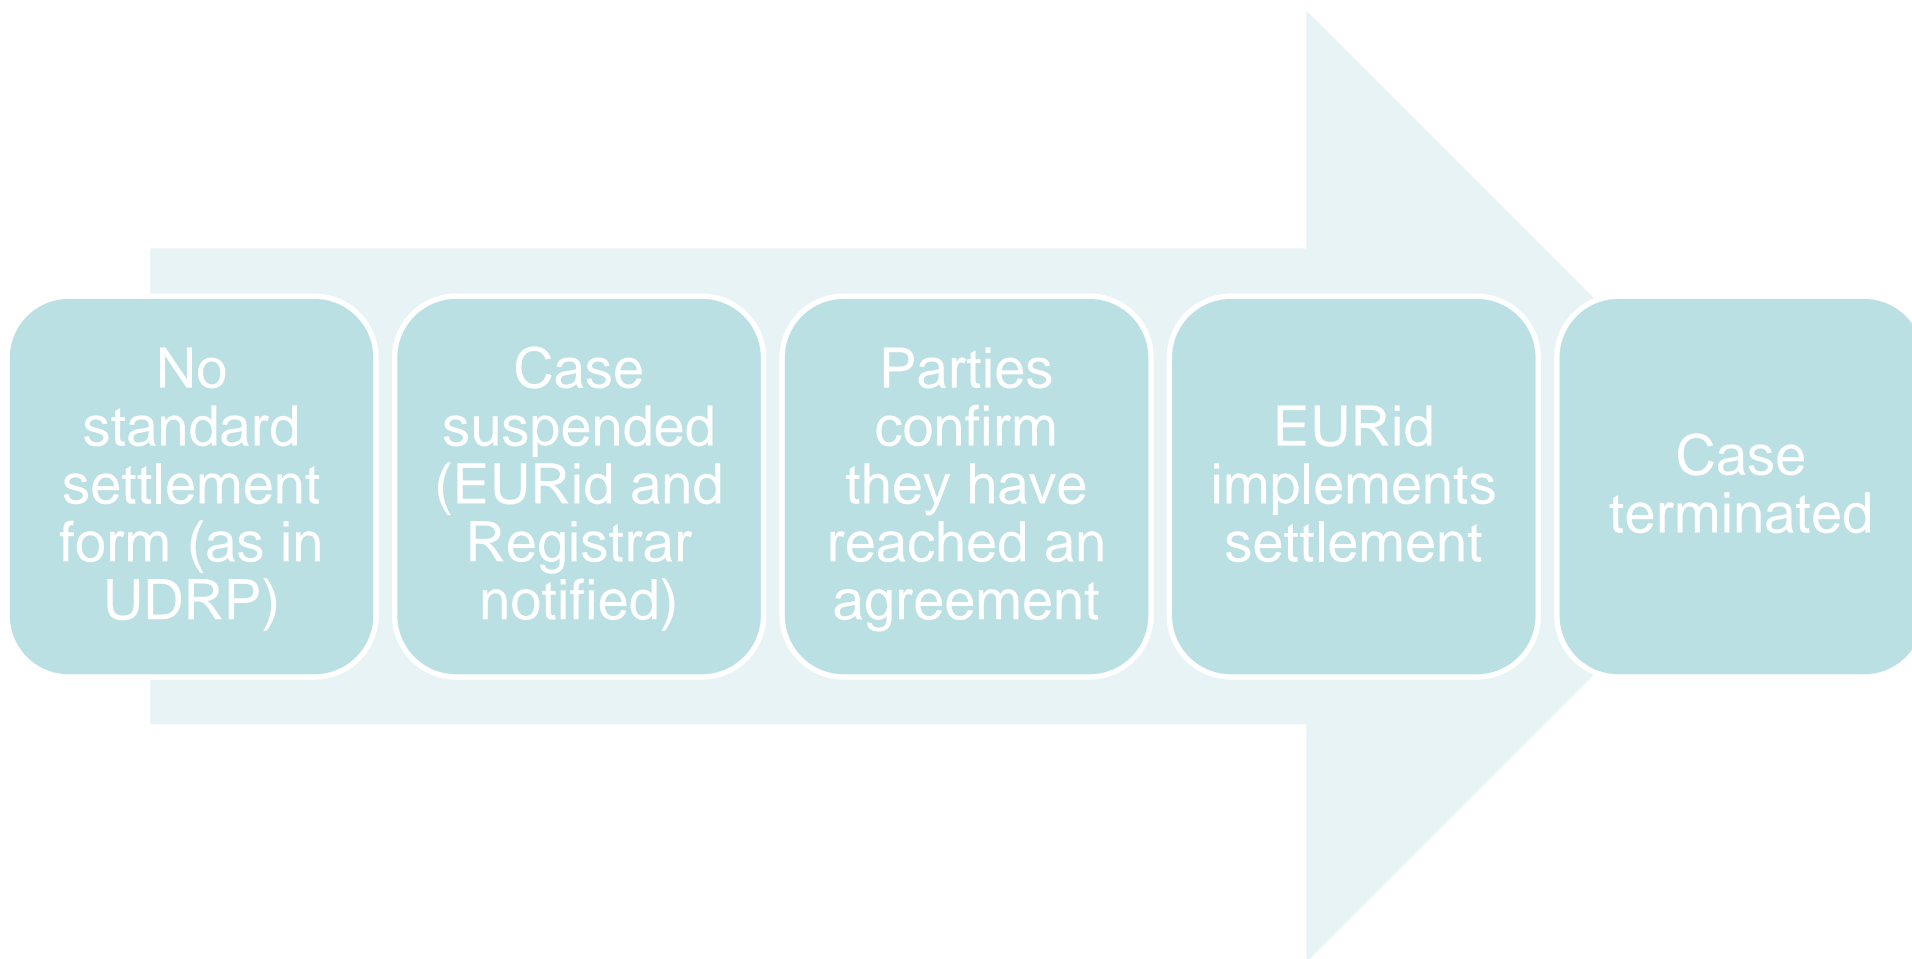 No
standard
settlement
form (as in
UDRP)
Case
suspended
(EURid and
Registrar
notified)
Parties
confirm
they have
reached an
agreement
EURid
implements
settlement
Case
terminated